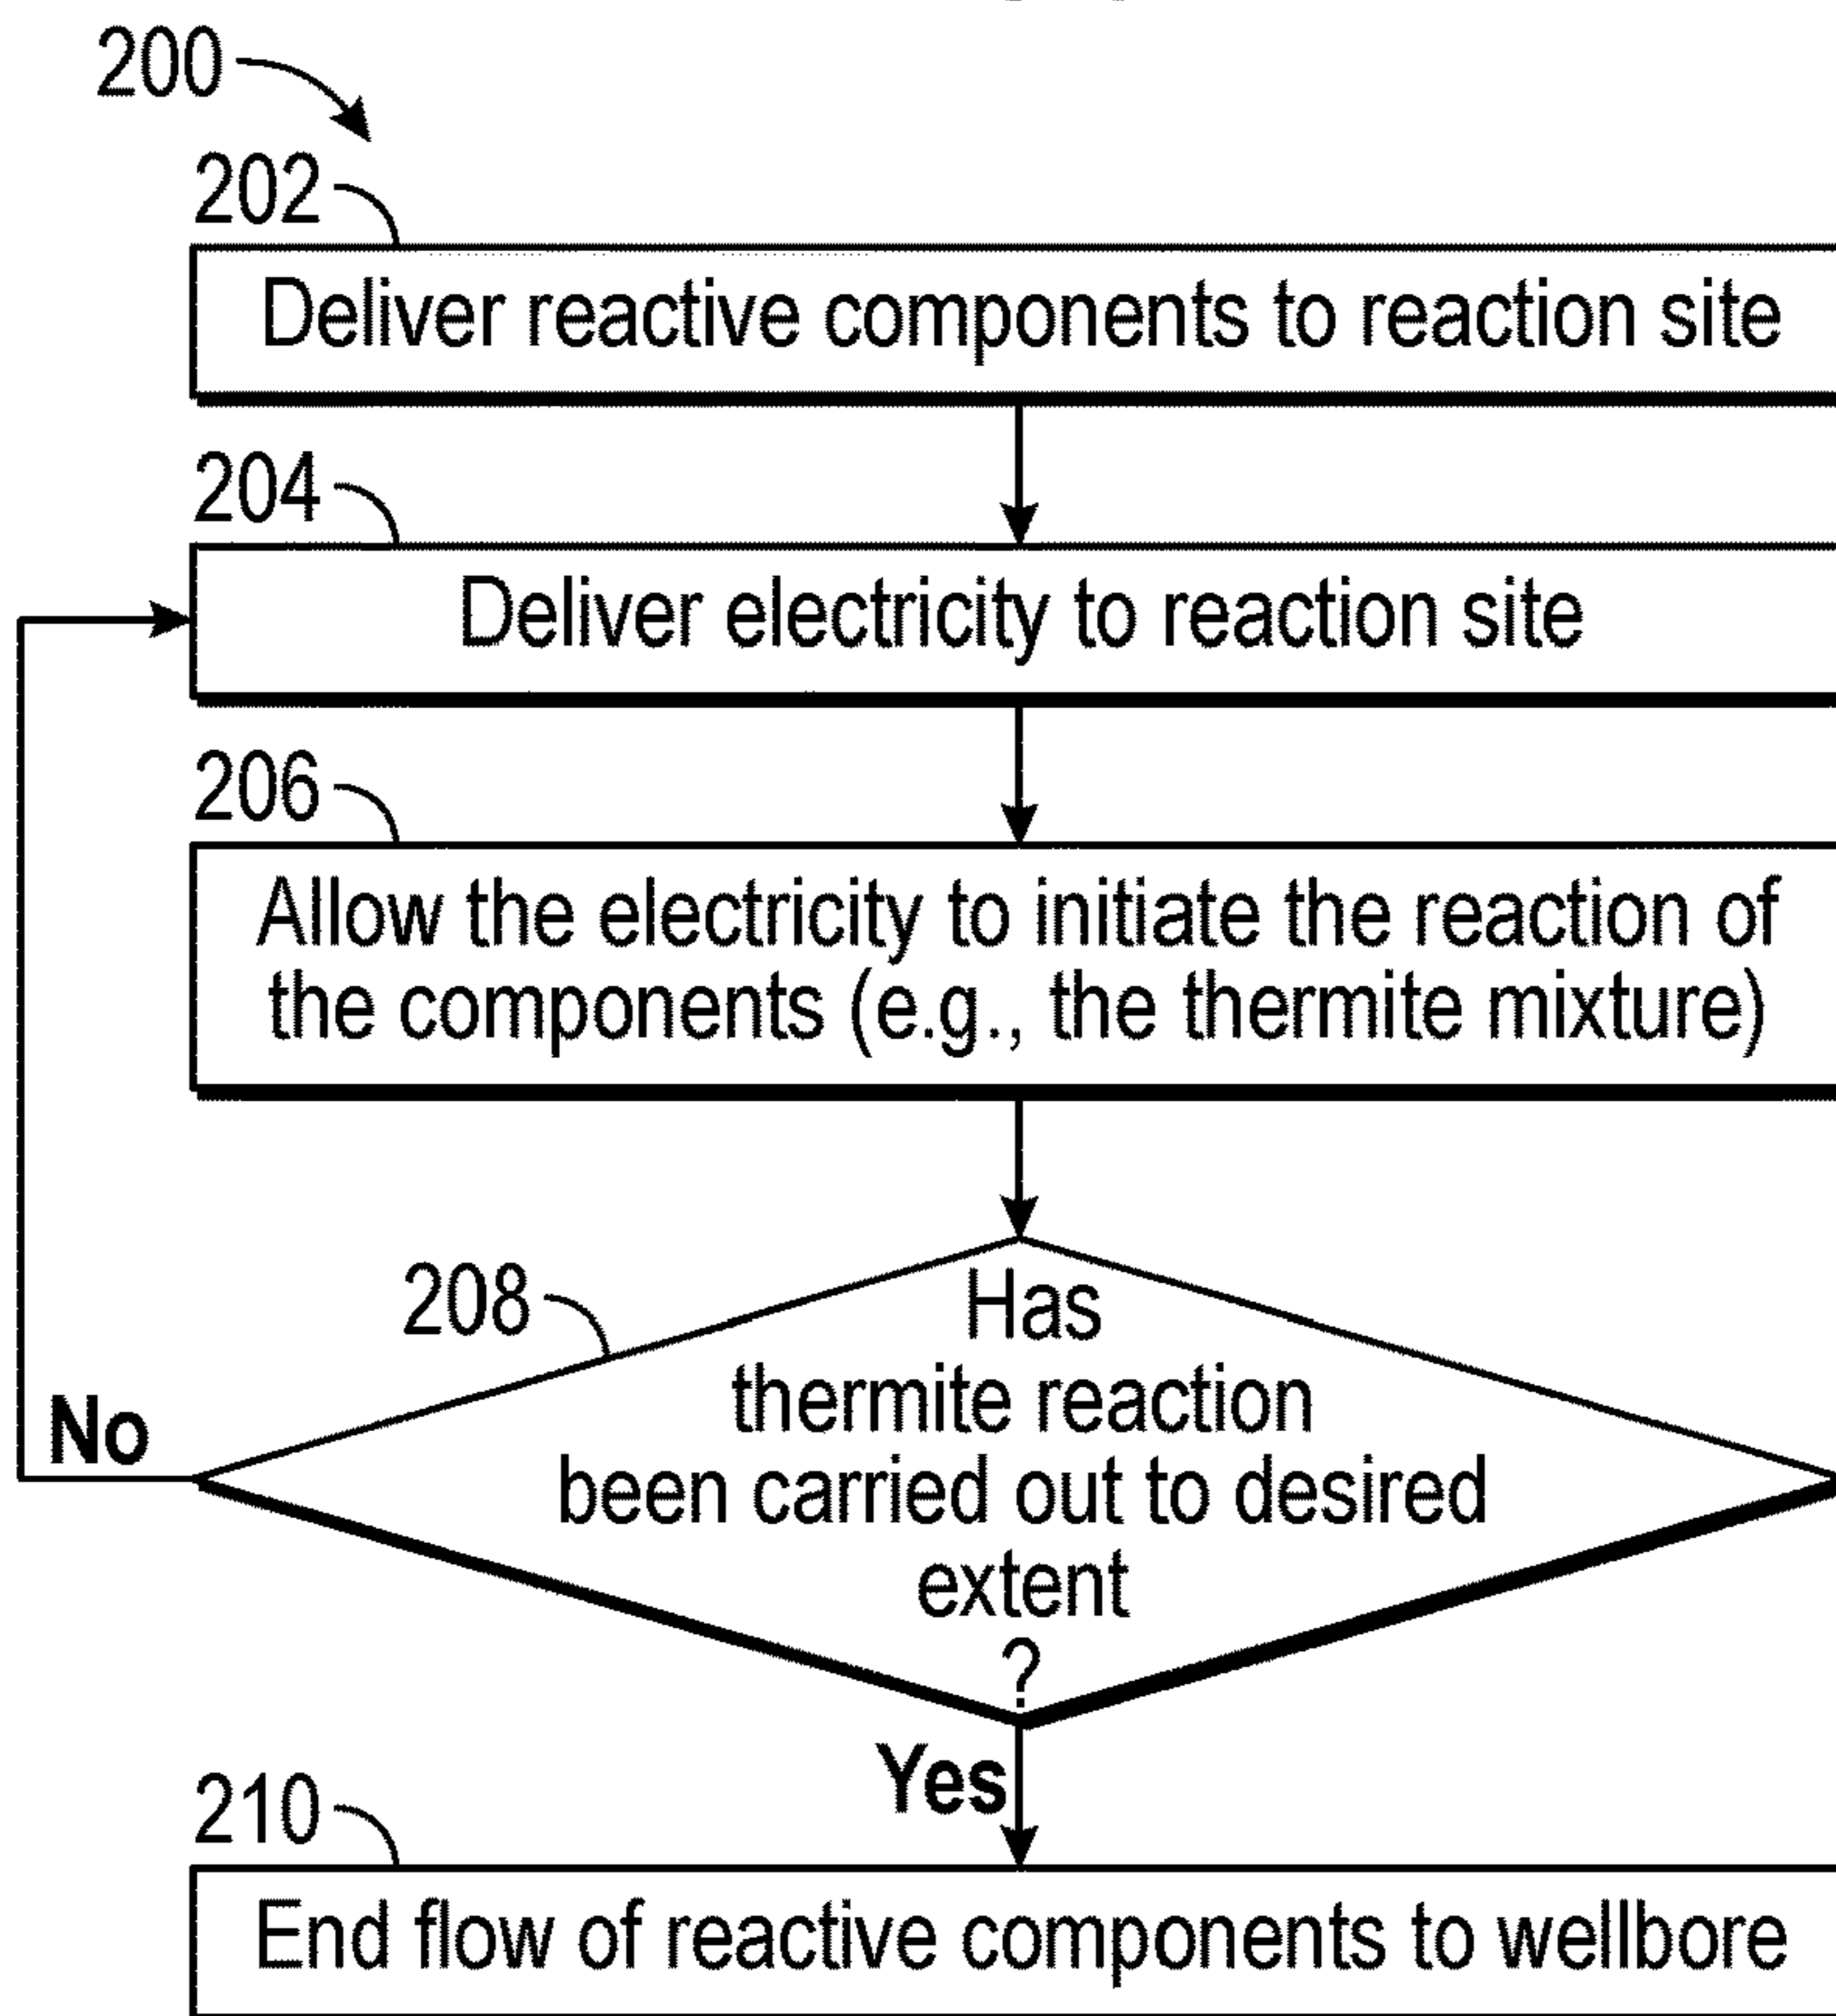 200
202
Deliver reactive components to reaction site
204
Deliver electricity to reaction site
206
Allow the electricity to initiate the reaction of
the components (e.g., the thermite mixture)
208
Has
thermite reaction
been carried out to desired
extent
?
No
Yes
210
End flow of reactive components to wellbore